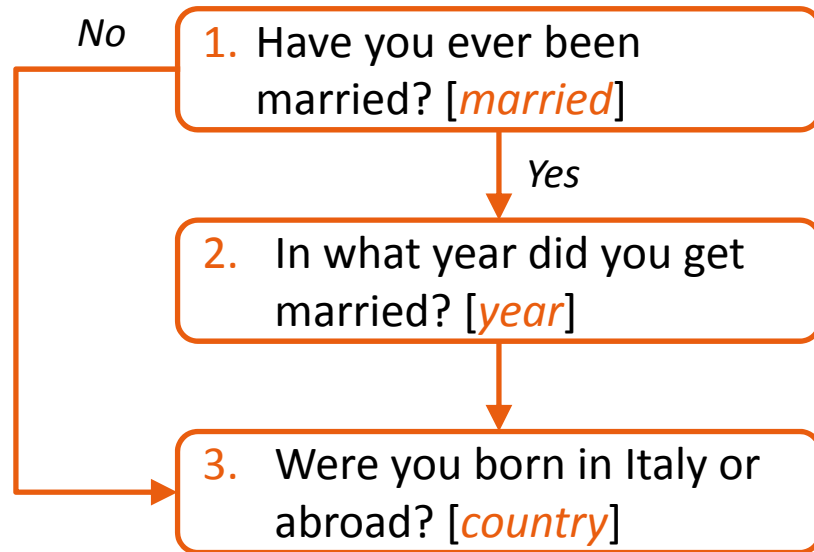 No
1. Have you ever been
married? [married]
Yes
2. In what year did you get
married? [year]
3. Were you born in Italy or
abroad? [country]